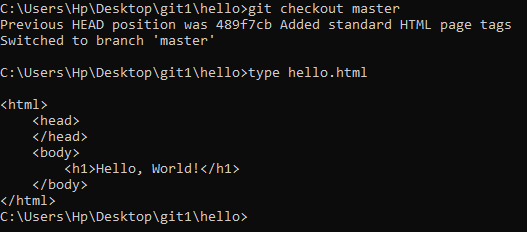 C:\Users\Hp\Desktop\git1\hello>git checkout master
Previous HEAD position was 489f7cb Added standard HTML page tags
Switched to branch 'master'
C:\Users\Hp\Desktop\git1\hello>type hello.html
<html>
    <head>
    </head>
    <body>
        <h1>Hello, World!</h1>
    </body>
</html>
C:\Users\Hp\Desktop\git1\hello>